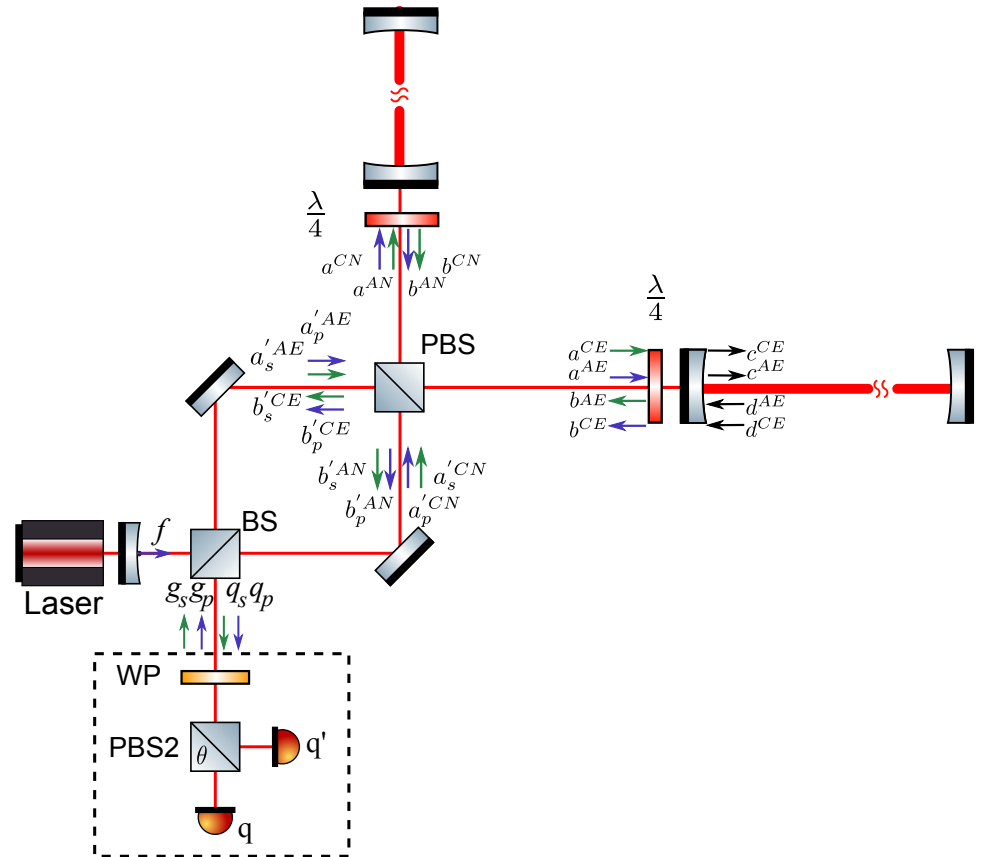 λ/4
a^{CN} b^{CN}
a^{AN} b^{AN}
λ/4
a'_p^{AE}
PBS
a'_s^{AE}
a^{CE} c^{CE}
a^{AE} c^{AE}
b'_s^{CE}
b^{AE} d^{AE}
b'_p^{CE}
b^{CE} d^{CE}
b'_s^{AN} a'_s^{CN}
b'_p^{AN} a'_p^{CN}
f BS
Laser
g_s g_p q_s q_p
WP
PBS2 θ q'
q